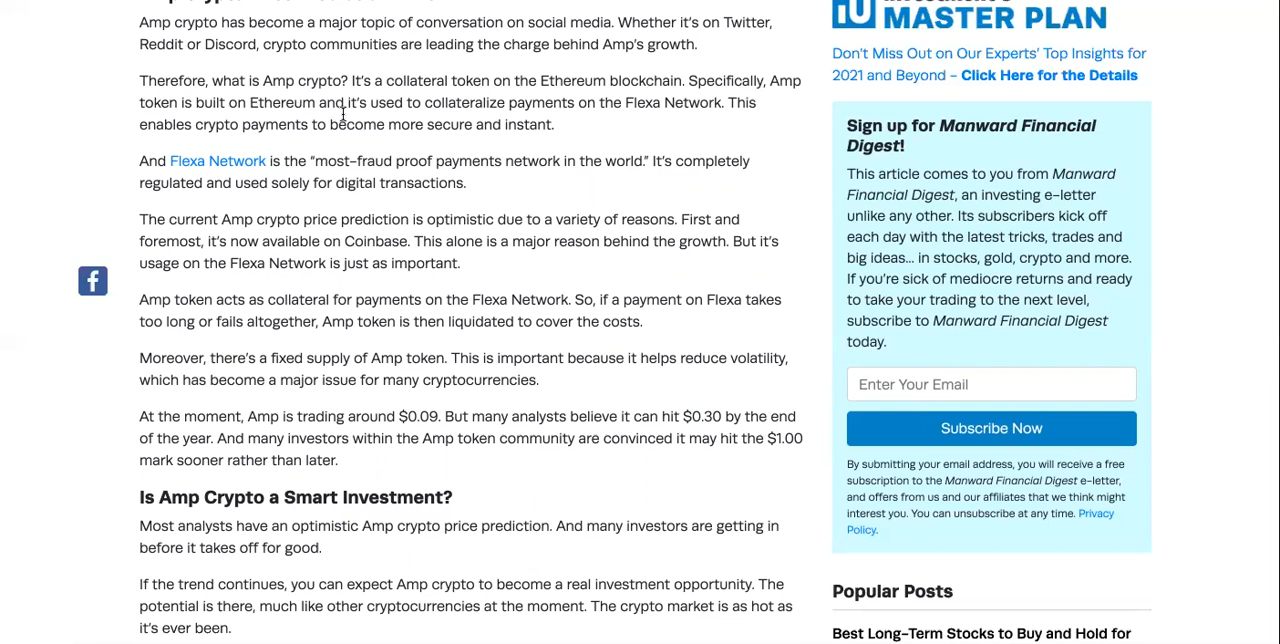 Amp crypto has become a major topic of conversation on social media. Whether it's on Twitter,
Reddit or Discord, crypto communities are leading the charge behind Amp's growth.
Therefore, what is Amp crypto? It's a collateral token on the Ethereum blockchain. Specifically, Amp
token is built on Ethereum and it's used to collateralize payments on the Flexa Network. This
enables crypto payments to become more secure and instant.
And Flexa Network is the “most-fraud proof payments network in the world.” It's completely
regulated and used solely for digital transactions.
The current Amp crypto price prediction is optimistic due to a variety of reasons. First and
foremost, it's now available on Coinbase. This alone is a major reason behind the growth. But it's
usage on the Flexa Network is just as important.
Amp token acts as collateral for payments on the Flexa Network. So, if a payment on Flexa takes
too long or fails altogether, Amp token is then liquidated to cover the costs.
Moreover, there's a fixed supply of Amp token. This is important because it helps reduce volatility,
which has become a major issue for many cryptocurrencies.
At the moment, Amp is trading around $0.09. But many analysts believe it can hit $0.30 by the end
of the year. And many investors within the Amp token community are convinced it may hit the $1.00
mark sooner rather than later.
Is Amp Crypto a Smart Investment?
Most analysts have an optimistic Amp crypto price prediction. And many investors are getting in
before it takes off for good.
If the trend continues, you can expect Amp crypto to become a real investment opportunity. The
potential is there, much like other cryptocurrencies at the moment. The crypto market is as hot as
it's ever been.
f
IU
MASTER PLAN
Don't Miss Out on Our Experts' Top Insights for
2021 and Beyond - Click Here for the Details
Sign up for Manward Financial
Digest!
This article comes to you from Manward
Financial Digest, an investing e-letter
unlike any other. Its subscribers kick off
each day with the latest tricks, trades and
big ideas... in stocks, gold, crypto and more.
If you're sick of mediocre returns and ready
to take your trading to the next level,
subscribe to Manward Financial Digest
today.
Enter Your Email
Subscribe Now
By submitting your email address, you will receive a free
subscription to the Manward Financial Digest e-letter,
and offers from us and our affiliates that we think might
interest you. You can unsubscribe at any time. Privacy
Policy.
Popular Posts
Best Long-Term Stocks to Buy and Hold for